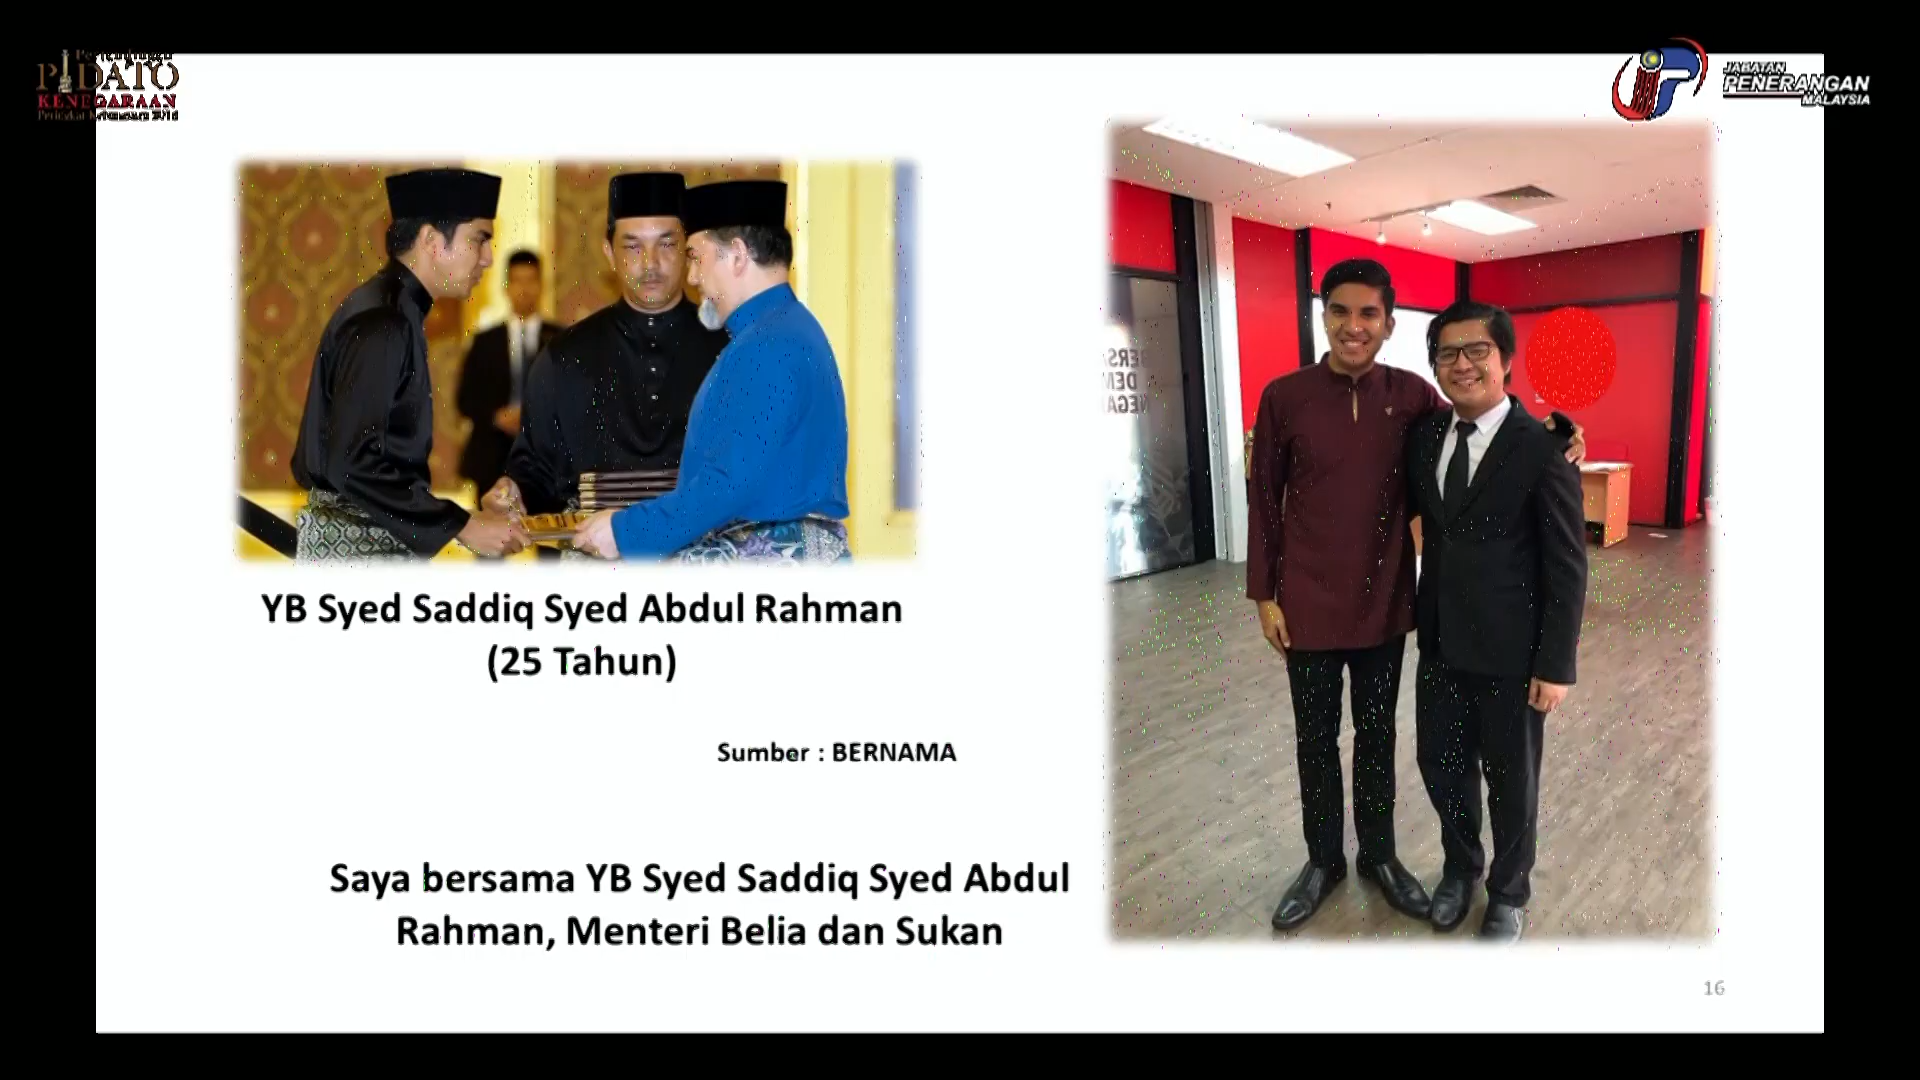 PIDATO
KENEGARAAN
JABATAN
PENERANGAN
MALAYSIA
YB Syed Saddiq Syed Abdul Rahman
(25 Tahun)
Sumber : BERNAMA
Saya bersama YB Syed Saddiq Syed Abdul
Rahman, Menteri Belia dan Sukan
16